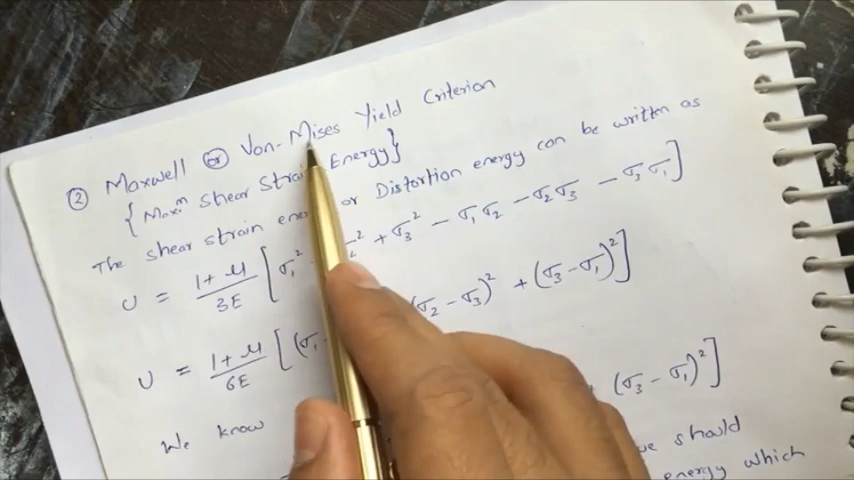 ② Maxwell or Von-Mises Yield Criterion
{Maxᵐ Shear Strain Energy}
The shear strain or Distortion energy can be written as
U = 1+μ/3E [σ₁² σ₃² − σ₁σ₂ − σ₂σ₃ − σ₃σ₁]
U = 1+μ/6E [(σ₁ (σ₂−σ₃)² + (σ₃−σ₁)²]
(σ₃−σ₁)²]
We know we should
energy which